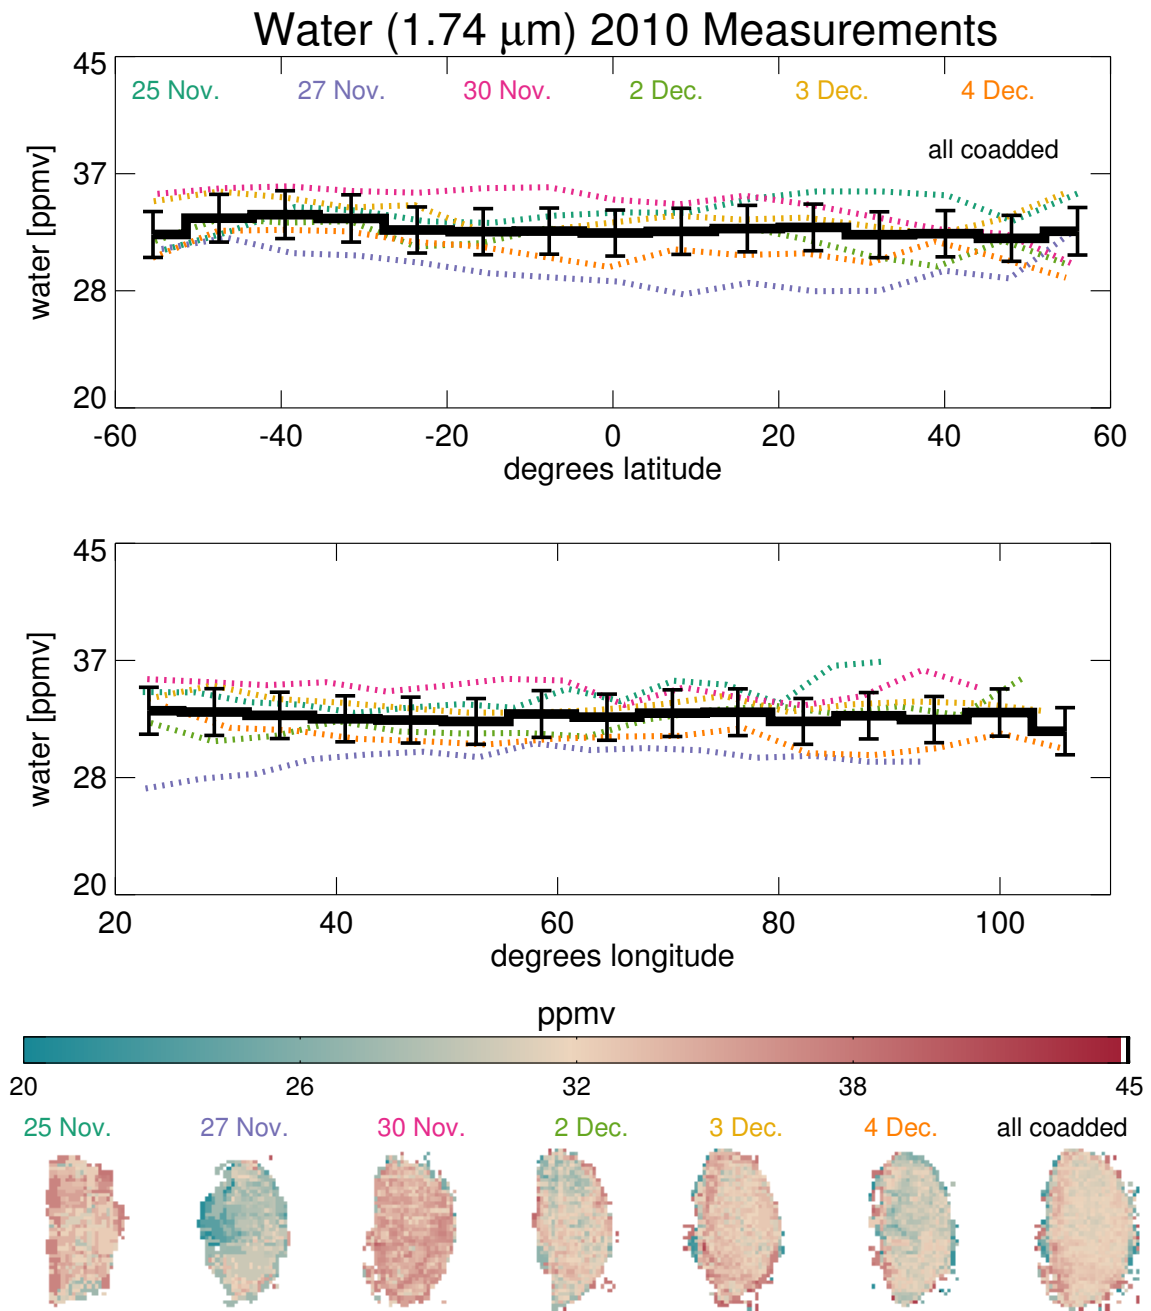 Water (1.74 μm) 2010 Measurements
45
25 Nov. 27 Nov. 30 Nov. 2 Dec. 3 Dec. 4 Dec.
all coadded
37
water [ppmv]
28
20
-60 -40 -20 0 20 40 60
degrees latitude
45
37
water [ppmv]
28
20
20 40 60 80 100
degrees longitude
ppmv
20 26 32 38 45
25 Nov. 27 Nov. 30 Nov. 2 Dec. 3 Dec. 4 Dec. all coadded